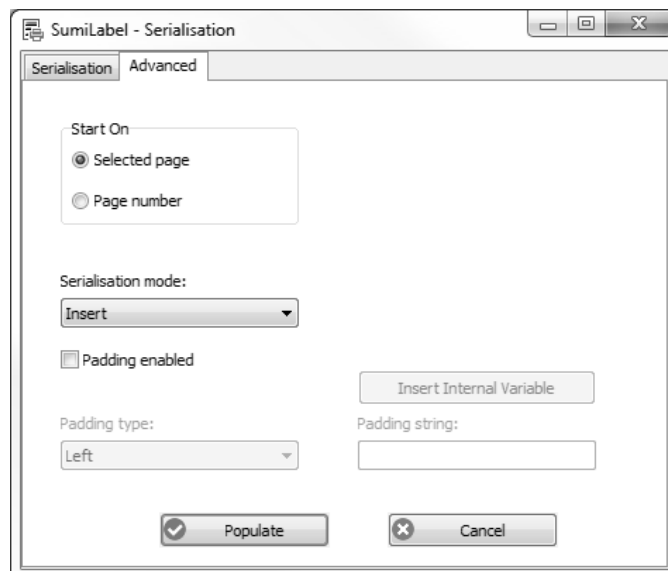 SumiLabel - Serialisation
Serialisation Advanced
Start On
Selected page
Page number
Serialisation mode:
Insert
Padding enabled
Insert Internal Variable
Padding type: Padding string:
Left
Populate Cancel